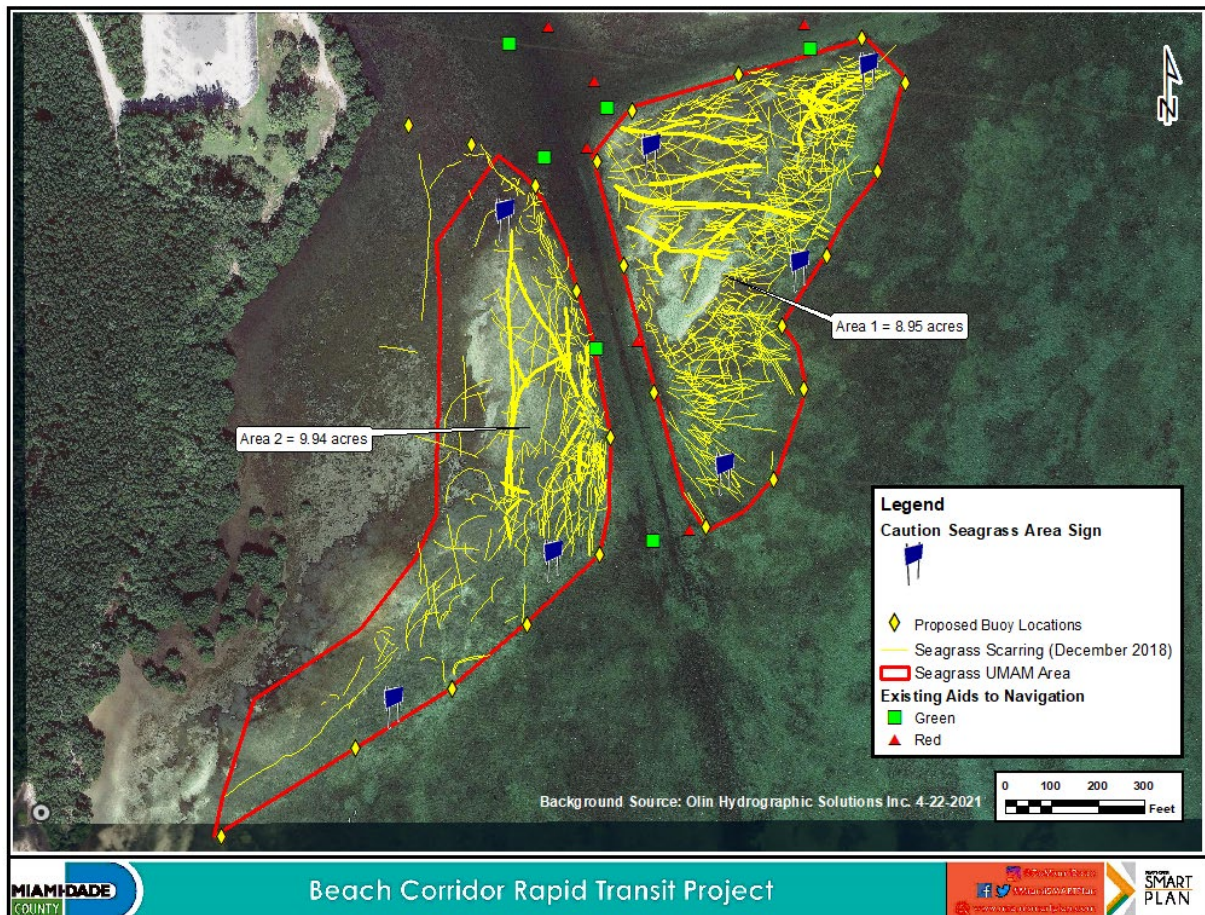 N
Area 1 = 8.95 acres
Area 2 = 9.94 acres
Legend
Caution Seagrass Area Sign
Proposed Buoy Locations
Seagrass Scarring (December 2018)
Seagrass UMAM Area
Existing Aids to Navigation
Green
Red
0 100 200 300
Feet
Background Source: Olin Hydrographic Solutions Inc. 4-22-2021
MIAMI-DADE
COUNTY
Beach Corridor Rapid Transit Project
SMART
PLAN